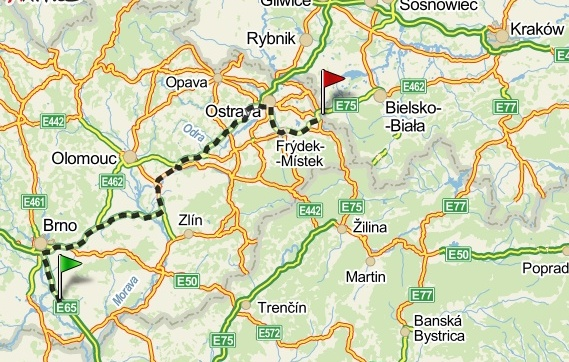 Gliwice
Sosnowiec
Kraków
Rybnik
Opava
E462
E75
Bielsko-
-Biała
E77
Ostrava
E442
Odra
Frýdek-
-Místek
Olomouc
E462
E461
Zlín
E442
E75
E77
Brno
Žilina
E50
Poprad
Martin
E65
Morava
E50
Trenčín
E77
E75
E572
Banská
Bystrica